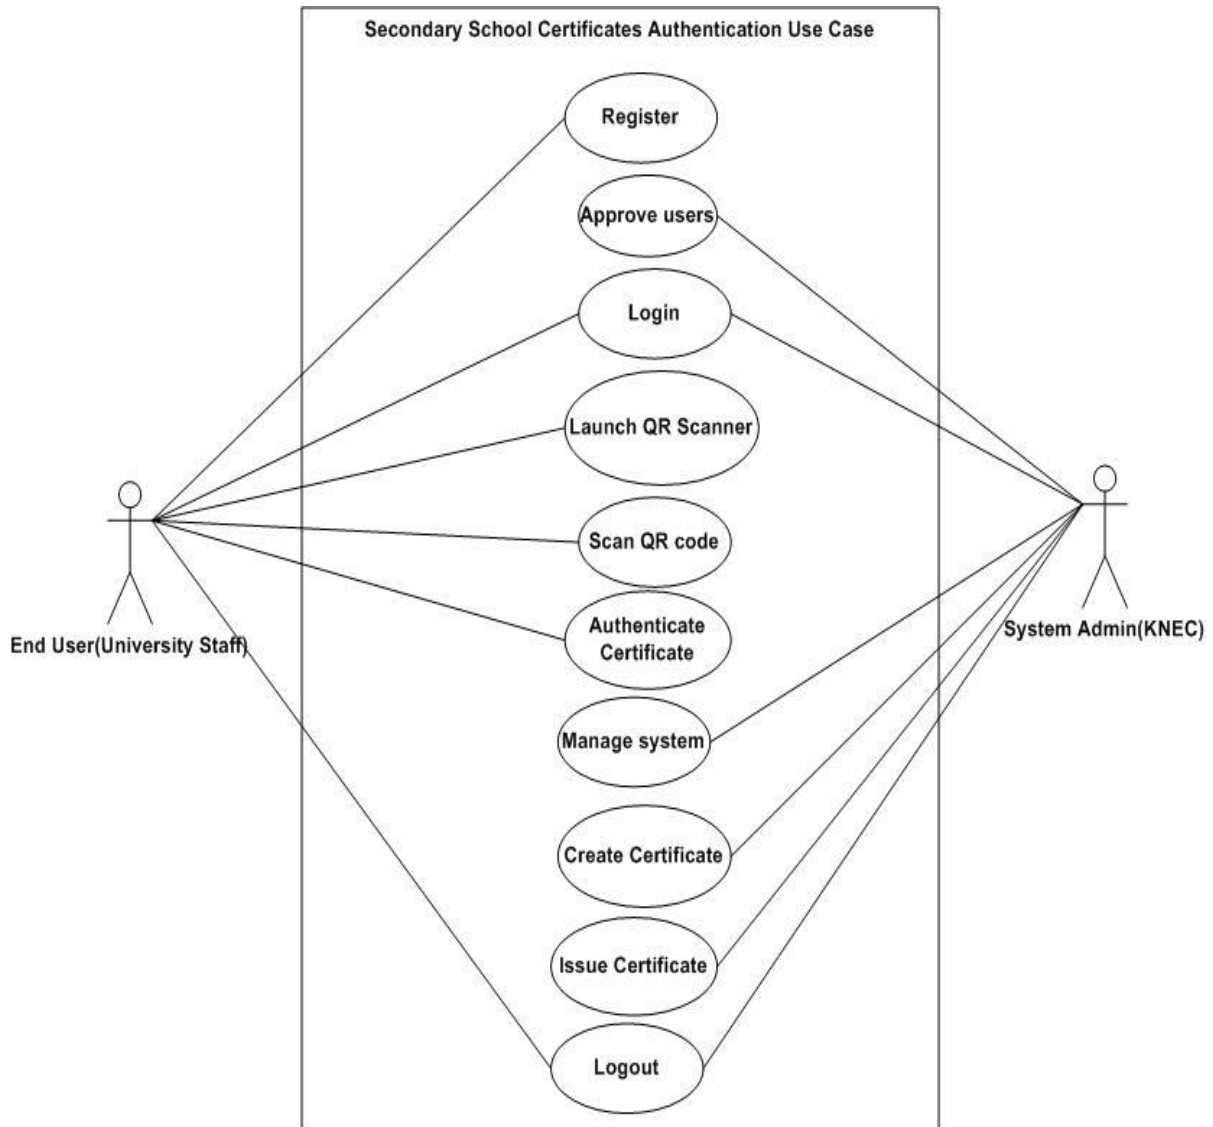 Secondary School Certificates Authentication Use Case
Register
Approve users
Login
Launch QR Scanner
Scan QR code
Authenticate
Certificate
End User(University Staff)
System Admin(KNEC)
Manage system
Create Certificate
Issue Certificate
Logout